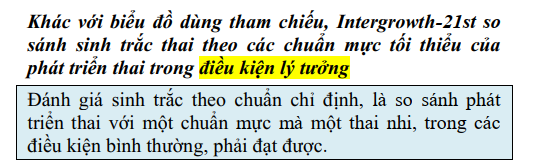 Khác với biểu đồ dùng tham chiếu, Intergrowth-21st so
sánh sinh trắc thai theo các chuẩn mực tối thiểu của
phát triển thai trong điều kiện lý tưởng
Đánh giá sinh trắc theo chuẩn chỉ định, là so sánh phát
triển thai với một chuẩn mực mà một thai nhi, trong các
điều kiện bình thường, phải đạt được.